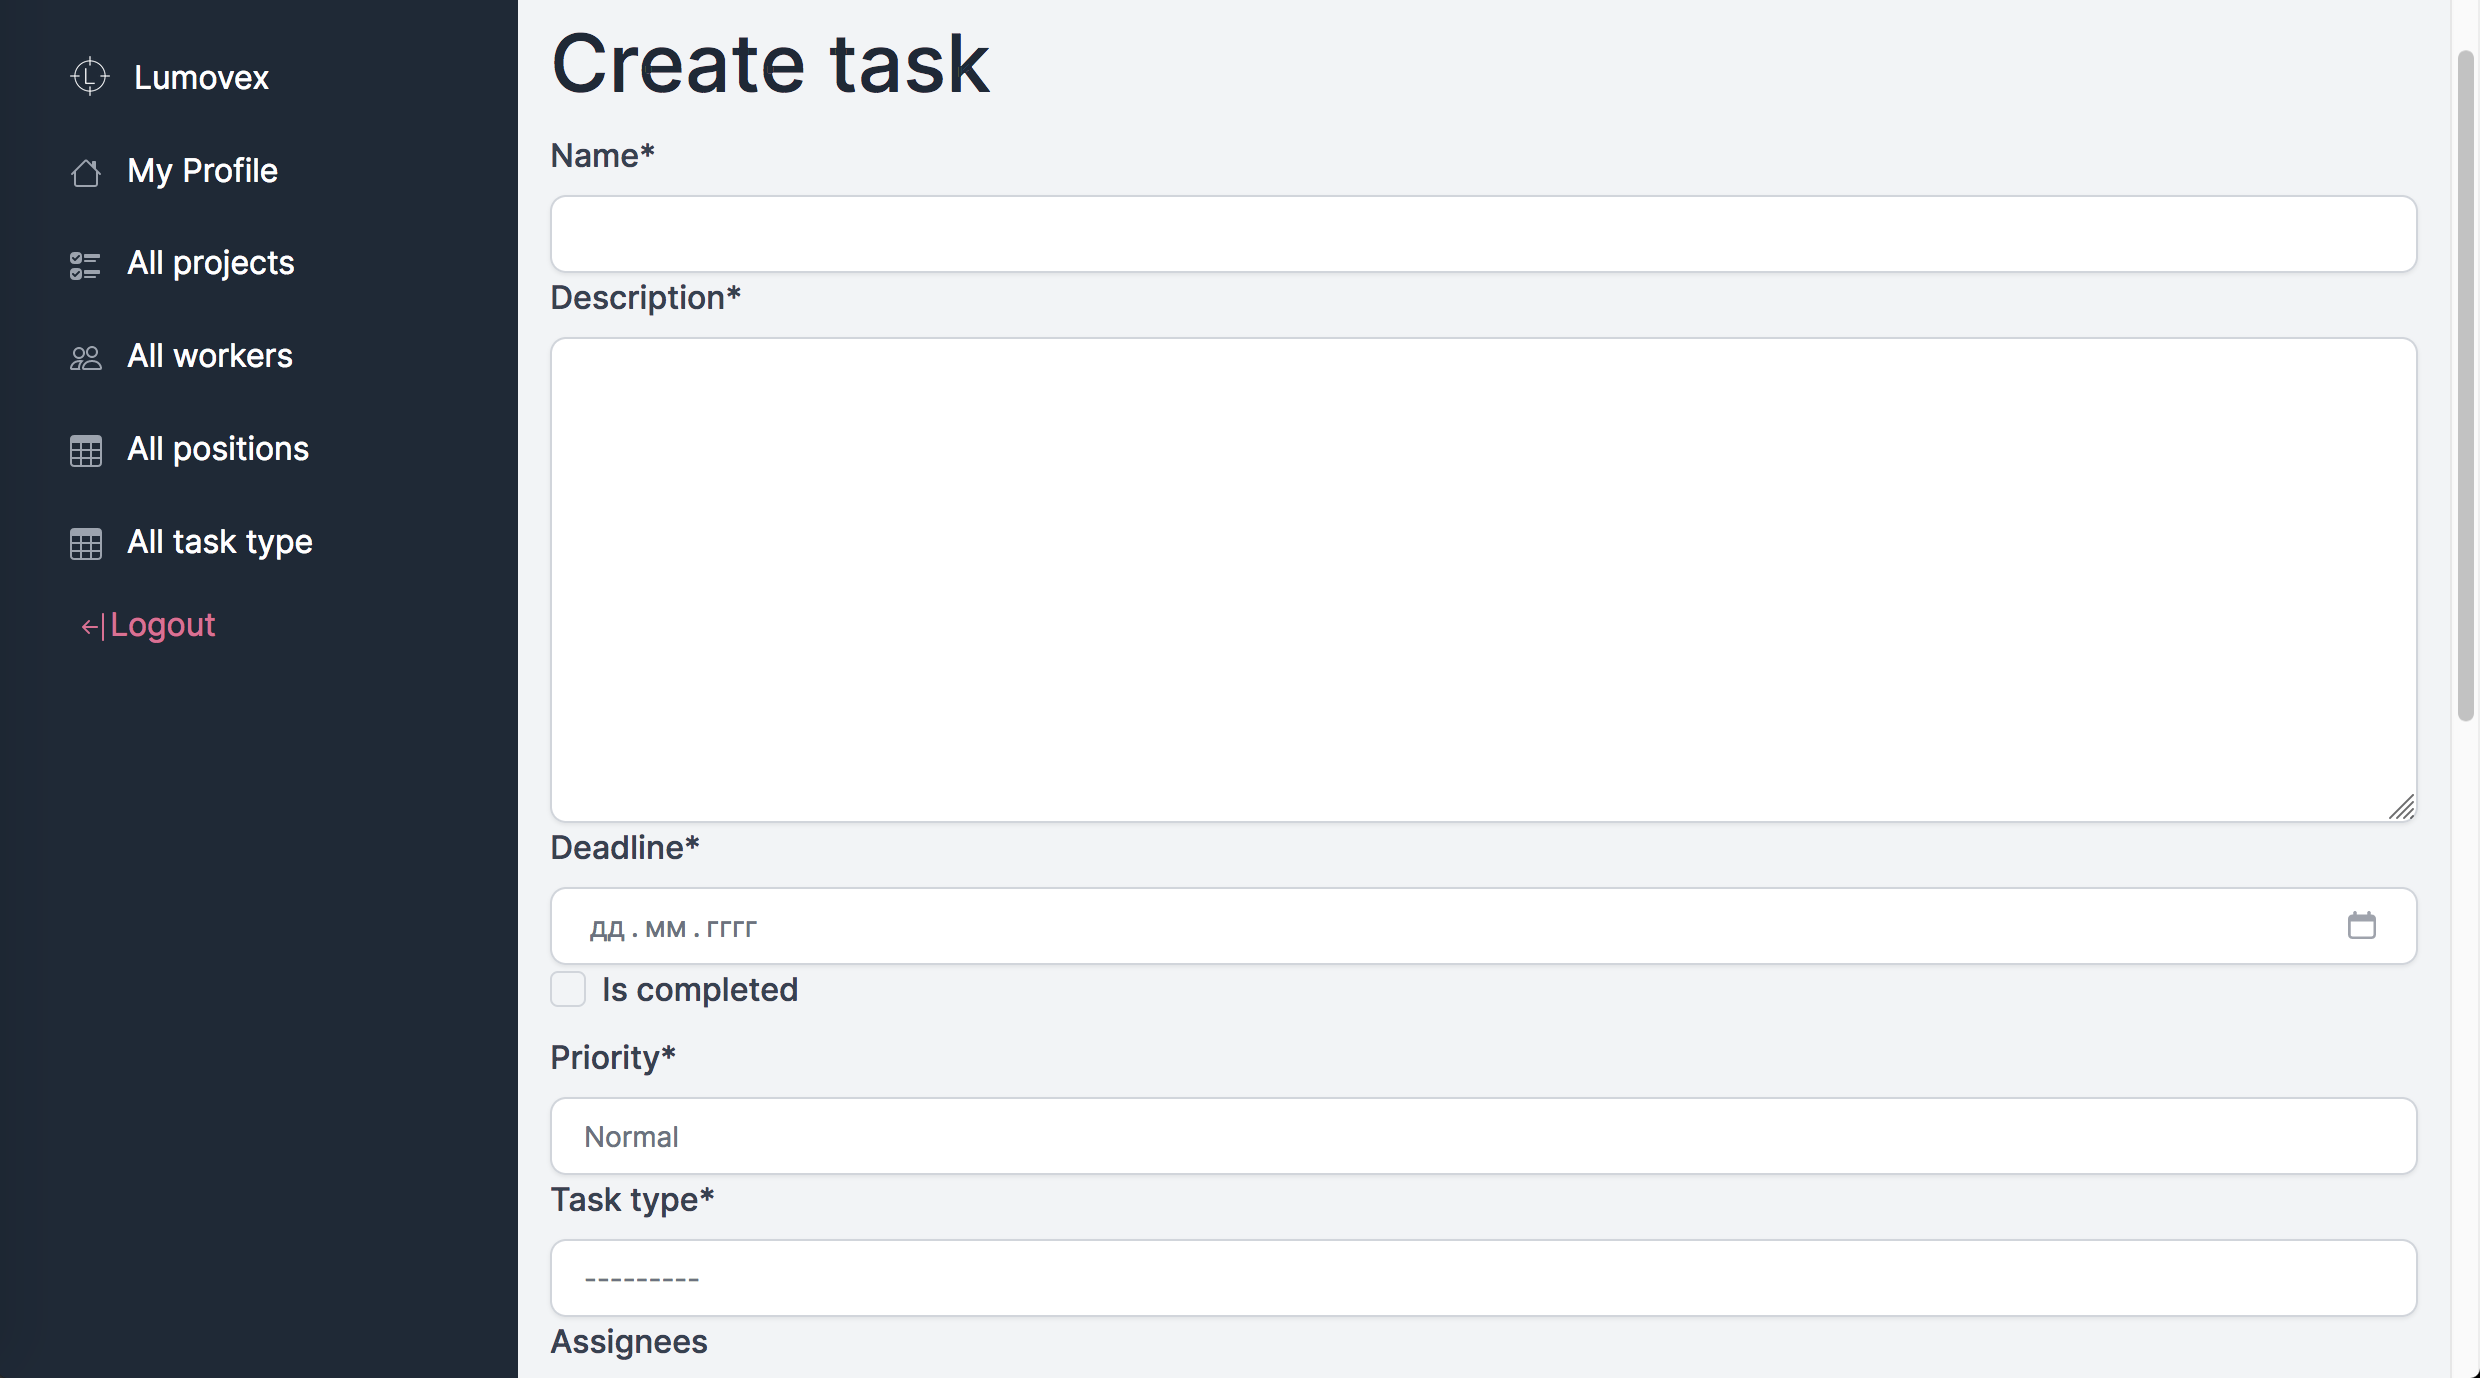 Lumovex
My Profile
All projects
All workers
All positions
All task type
Logout
Create task
Name*
Description*
Deadline*
дд.мм.гггг
Is completed
Priority*
Normal
Task type*
---------
Assignees